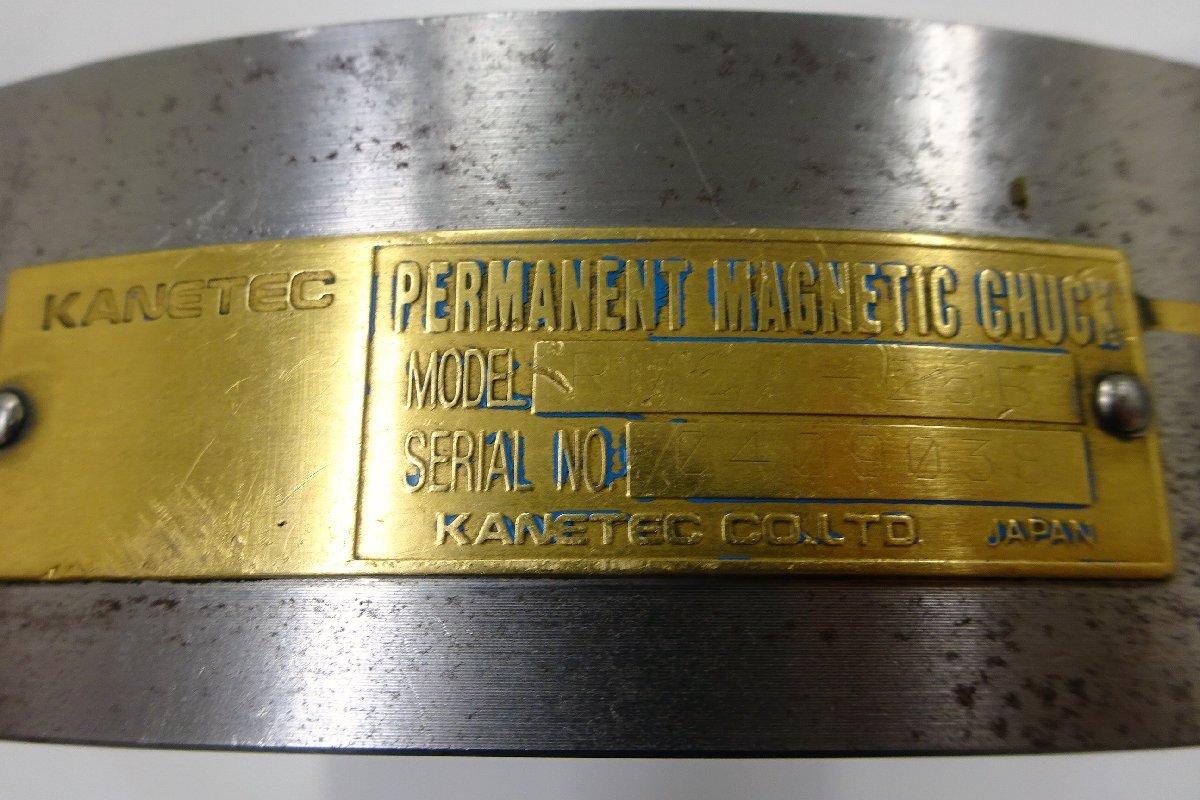 KANETEC
PERMANENT MAGNETIC CHUCK
MODEL
SERIAL NO.
KANETEC CO.,LTD. JAPAN